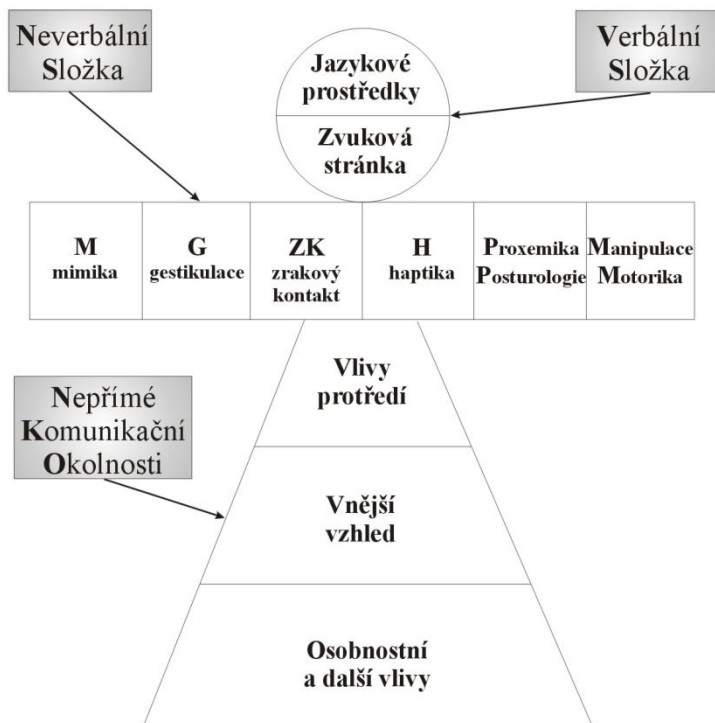 Neverbální
Složka
Verbální
Složka
Jazykové
prostředky
Zvuková
stránka
M
mimika
G
gestikulace
ZK
zrakový
kontakt
H
haptika
Proxemika
Posturologie
Manipulace
Motorika
Nepřímé
Komunikační
Okolnosti
Vlivy
protředí
Vnější
vzhled
Osobnostní
a další vlivy